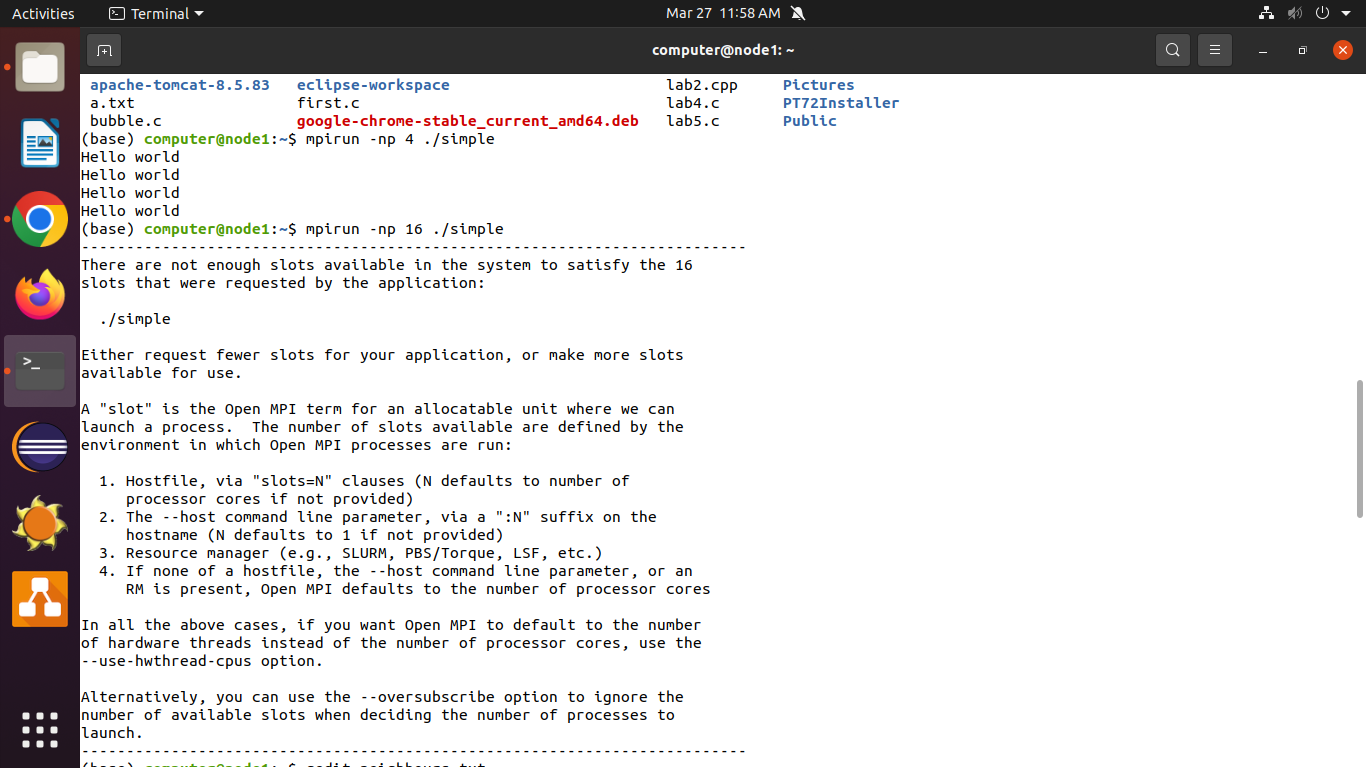 Activities Terminal Mar 27 11:58 AM
computer@node1: ~
apache-tomcat-8.5.83 eclipse-workspace lab2.cpp Pictures
a.txt first.c lab4.c PT72Installer
bubble.c google-chrome-stable_current_amd64.deb lab5.c Public
(base) computer@node1:~$ mpirun -np 4 ./simple
Hello world
Hello world
Hello world
Hello world
(base) computer@node1:~$ mpirun -np 16 ./simple
--------------------------------------------------------------------------
There are not enough slots available in the system to satisfy the 16
slots that were requested by the application:
./simple
Either request fewer slots for your application, or make more slots
available for use.
A "slot" is the Open MPI term for an allocatable unit where we can
launch a process.  The number of slots available are defined by the
environment in which Open MPI processes are run:
1. Hostfile, via "slots=N" clauses (N defaults to number of
processor cores if not provided)
2. The --host command line parameter, via a ":N" suffix on the
hostname (N defaults to 1 if not provided)
3. Resource manager (e.g., SLURM, PBS/Torque, LSF, etc.)
4. If none of a hostfile, the --host command line parameter, or an
RM is present, Open MPI defaults to the number of processor cores
In all the above cases, if you want Open MPI to default to the number
of hardware threads instead of the number of processor cores, use the
--use-hwthread-cpus option.
Alternatively, you can use the --oversubscribe option to ignore the
number of available slots when deciding the number of processes to
launch.
--------------------------------------------------------------------------
(base) computer@node1:~$ gedit